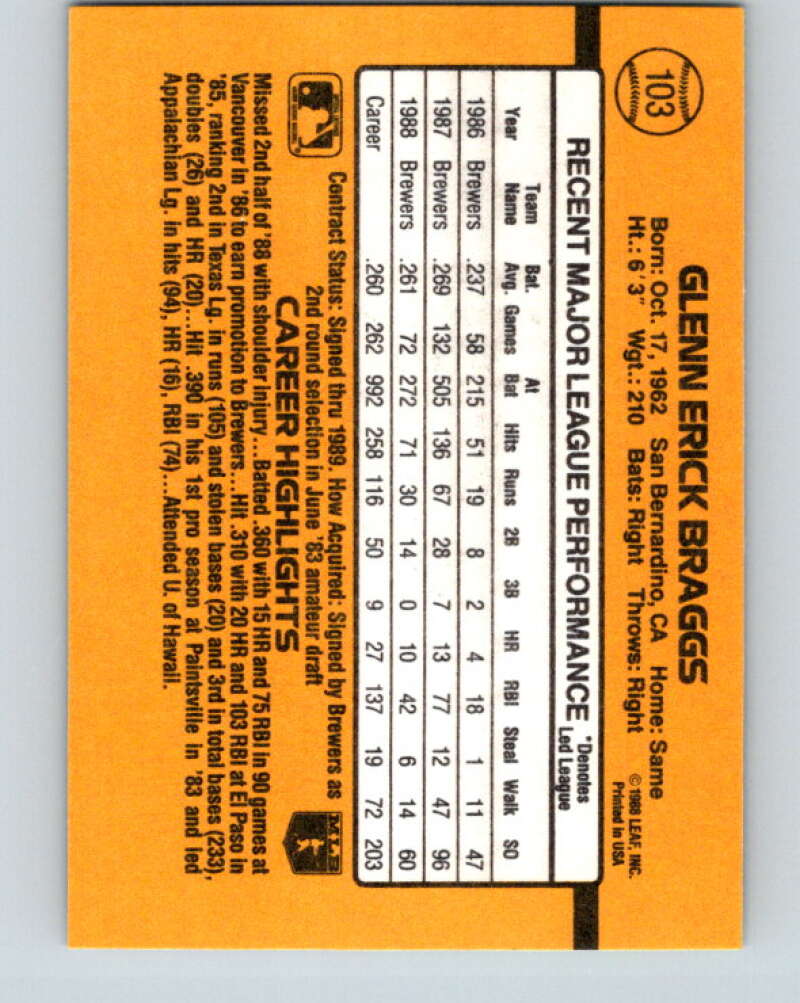 103
GLENN ERICK BRAGGS
Born: Oct. 17, 1962 San Bernardino, CA Home: Same
Ht.: 6' 3" Wgt.: 210 Bats: Right Throws: Right
©1988 LEAF, INC.
Printed in USA
RECENT MAJOR LEAGUE PERFORMANCE
*Denotes
Led League
Year Team Name Bat. Avg. Games At Bat Hits Runs 2B 3B HR RBI Steal Walk SO
1986 Brewers .237 58 215 51 19 8 2 4 18 1 11 47
1987 Brewers .269 132 505 136 67 28 7 13 77 12 47 96
1988 Brewers .261 72 272 71 30 14 0 10 42 6 14 60
Career .260 262 992 258 116 50 9 27 137 19 72 203
Contract Status: Signed thru 1989. How Acquired: Signed by Brewers as
2nd round selection in June '83 amateur draft
CAREER HIGHLIGHTS
MLB
Missed 2nd half of '88 with shoulder injury...Batted .360 with 15 HR and 75 RBI in 90 games at
Vancouver in '86 to earn promotion to Brewers...Hit .310 with 20 HR and 103 RBI at El Paso in
'85, ranking 2nd in Texas Lg. in runs (105) and stolen bases (20) and 3rd in total bases (233),
doubles (26) and HR (20)...Hit .390 in his 1st pro season at Paintsville in '83 and led
Appalachian Lg. in hits (94), HR (16), RBI (74)...Attended U. of Hawaii.